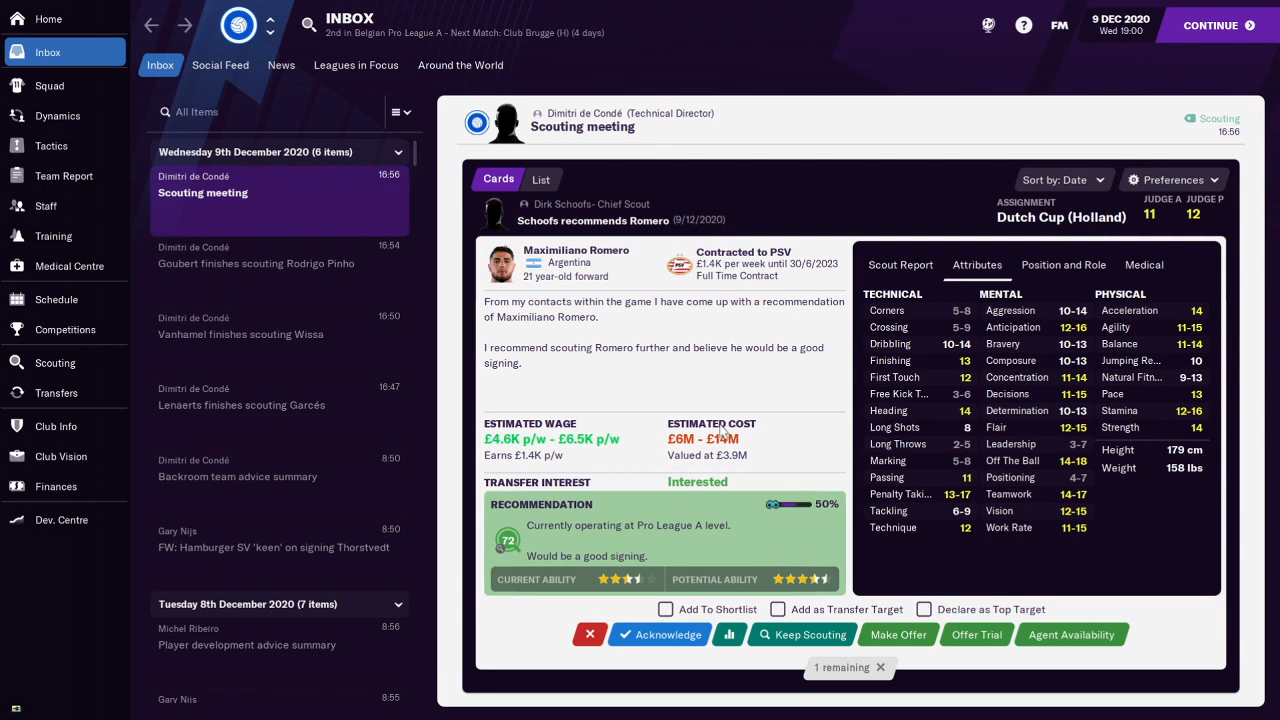 Home
Inbox
Squad
Dynamics
Tactics
Team Report
Staff
Training
Medical Centre
Schedule
Competitions
Scouting
Transfers
Club Info
Club Vision
Finances
Dev. Centre
INBOX
2nd in Belgian Pro League A - Next Match: Club Brugge (H) (4 days)
?
FM
9 DEC 2020
Wed 19:00
CONTINUE
Inbox
Social Feed
News
Leagues in Focus
Around the World
All Items
Wednesday 9th December 2020 (6 items)
Dimitri de Condé 16:56
Scouting meeting
Dimitri de Condé 16:54
Goubert finishes scouting Rodrigo Pinho
Dimitri de Condé 16:50
Vanhamel finishes scouting Wissa
Dimitri de Condé 16:47
Lenaerts finishes scouting Garcés
Dimitri de Condé 8:50
Backroom team advice summary
Gary Nijs 8:50
FW: Hamburger SV 'keen' on signing Thorstvedt
Tuesday 8th December 2020 (7 items)
Michel Ribeiro 8:56
Player development advice summary
Gary Nijs 8:55
Dimitri de Condé (Technical Director)
Scouting meeting
Scouting
16:56
Cards
List
Sort by: Date
Preferences
Dirk Schoofs- Chief Scout
Schoofs recommends Romero (9/12/2020)
ASSIGNMENT
Dutch Cup (Holland)
JUDGE A JUDGE P
11 12
Maximiliano Romero
Argentina
21 year-old forward
PSV
Contracted to PSV
£1.4K per week until 30/6/2023
Full Time Contract
From my contacts within the game I have come up with a recommendation
of Maximiliano Romero.
I recommend scouting Romero further and believe he would be a good
signing.
ESTIMATED WAGE
£4.6K p/w - £6.5K p/w
Earns £1.4K p/w
ESTIMATED COST
£6M - £14M
Valued at £3.9M
TRANSFER INTEREST Interested
RECOMMENDATION 50%
72
Currently operating at Pro League A level.
Would be a good signing.
CURRENT ABILITY
POTENTIAL ABILITY
Scout Report
Attributes
Position and Role
Medical
TECHNICAL MENTAL PHYSICAL
Corners 5-8 Aggression 10-14 Acceleration 14
Crossing 5-9 Anticipation 12-16 Agility 11-15
Dribbling 10-14 Bravery 10-13 Balance 11-14
Finishing 13 Composure 10-13 Jumping Re... 10
First Touch 12 Concentration 11-14 Natural Fitn... 9-13
Free Kick T... 3-6 Decisions 11-15 Pace 13
Heading 14 Determination 10-13 Stamina 12-16
Long Shots 8 Flair 12-15 Strength 14
Long Throws 2-5 Leadership 3-7 Height 179 cm
Marking 5-8 Off The Ball 14-18 Weight 158 lbs
Passing 11 Positioning 4-7
Penalty Taki... 13-17 Teamwork 14-17
Tackling 6-9 Vision 12-15
Technique 12 Work Rate 11-15
Add To Shortlist
Add as Transfer Target
Declare as Top Target
Acknowledge
Keep Scouting
Make Offer
Offer Trial
Agent Availability
1 remaining